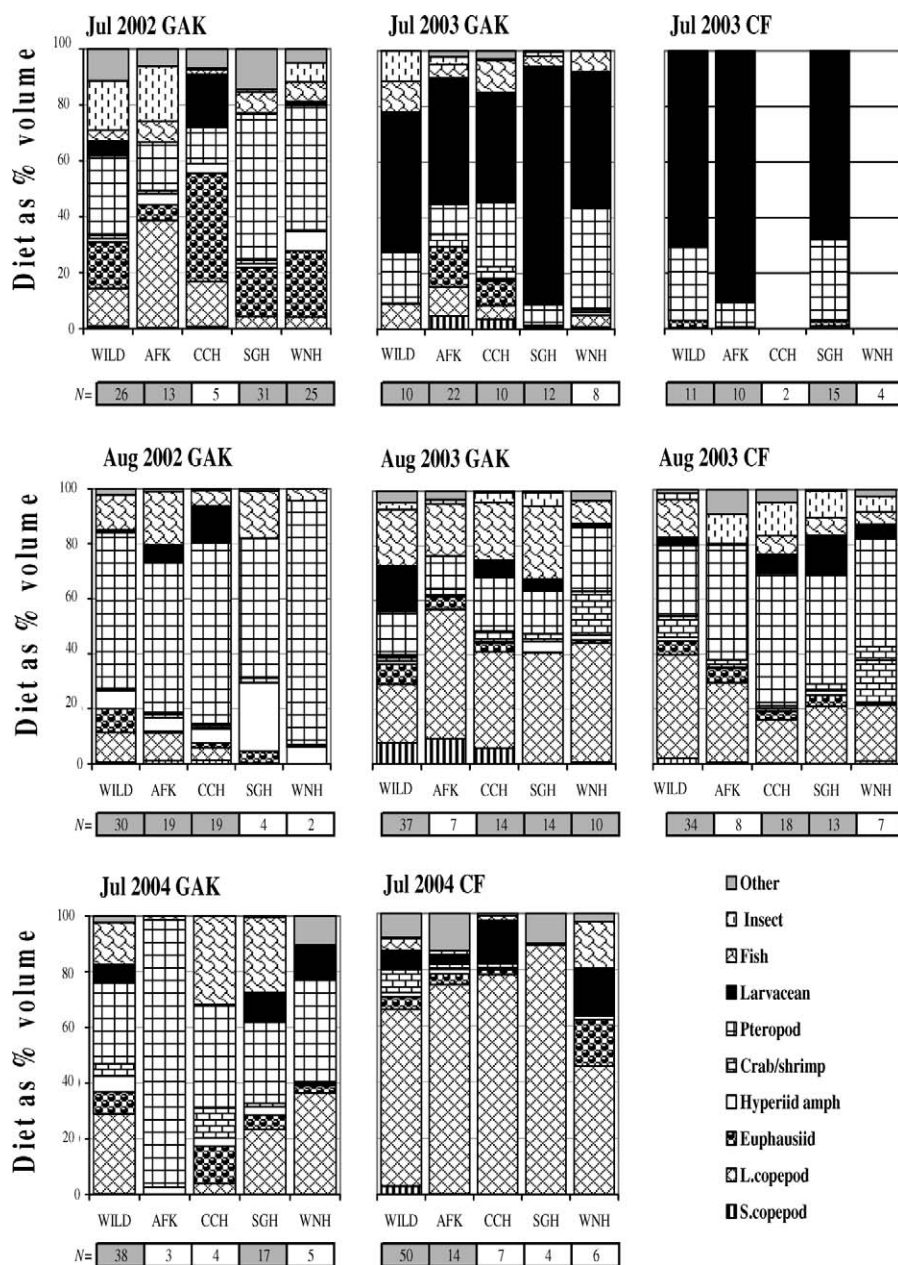 Jul 2002 GAK
Jul 2003 GAK
Jul 2003 CF
Diet as % volume
100
80
60
40
20
0
WILD AFK CCH SGH WNH
WILD AFK CCH SGH WNH
WILD AFK CCH SGH WNH
N= 26 13 5 31 25
10 22 10 12 8
11 10 2 15 4
Aug 2002 GAK
Aug 2003 GAK
Aug 2003 CF
Diet as % volume
100
80
60
40
20
0
WILD AFK CCH SGH WNH
WILD AFK CCH SGH WNH
WILD AFK CCH SGH WNH
N= 30 19 19 4 2
37 7 14 14 10
34 8 18 13 7
Jul 2004 GAK
Jul 2004 CF
Diet as % volume
100
80
60
40
20
0
WILD AFK CCH SGH WNH
WILD AFK CCH SGH WNH
N= 38 3 4 17 5
50 14 7 4 6
Other
Insect
Fish
Larvacean
Pteropod
Crab/shrimp
Hyperiid amph
Euphausiid
L.copepod
S.copepod